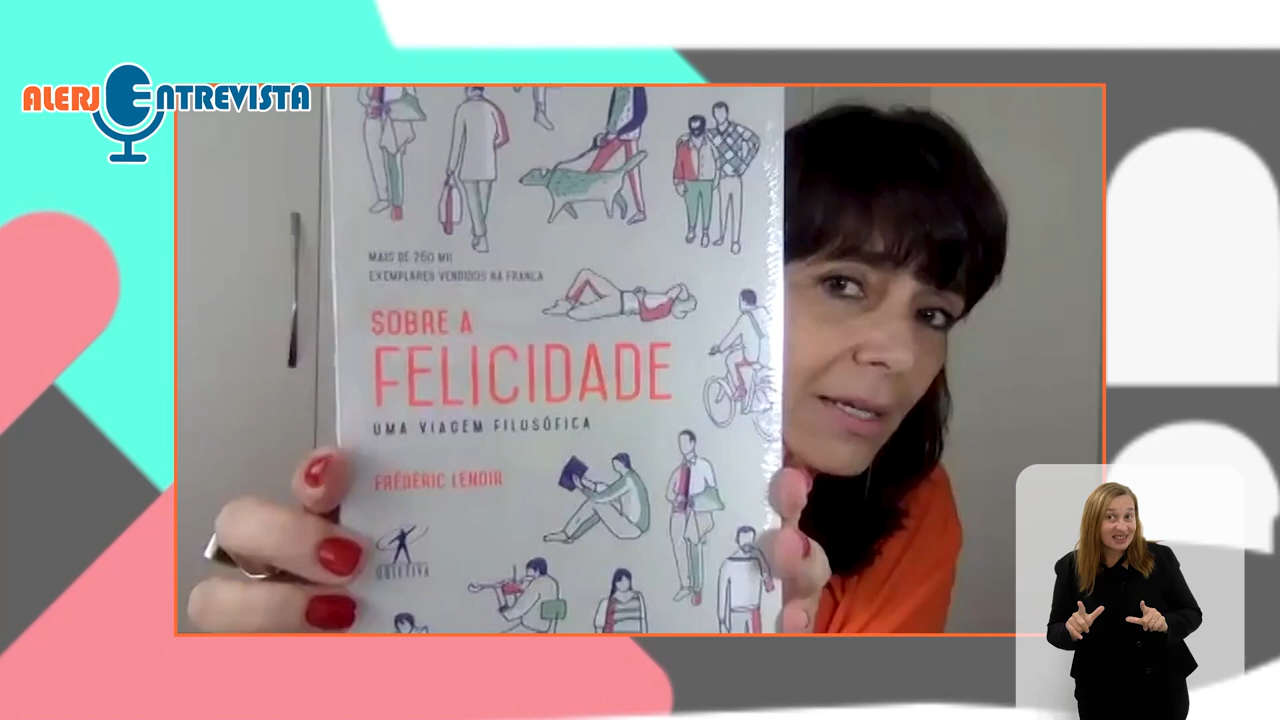 ALERJ ENTREVISTA
MAIS DE 250 MIL
EXEMPLARES VENDIDOS NA FRANÇA
SOBRE A
FELICIDADE
UMA VIAGEM FILOSÓFICA
FRÉDÉRIC LENOIR
OBJETIVA